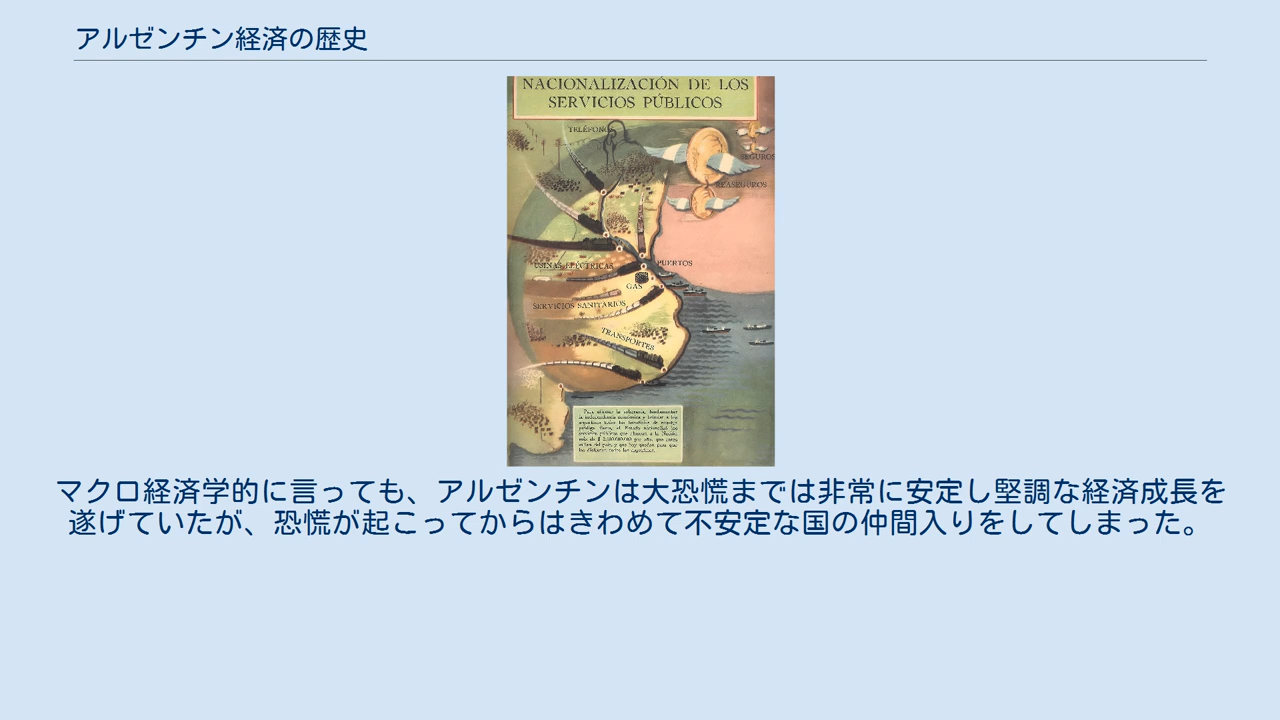 アルゼンチン経済の歴史
NACIONALIZACIÓN DE LOS
SERVICIOS PÚBLICOS
TELÉFONOS
SEGUROS
REASEGUROS
USINAS ELÉCTRICAS
PUERTOS
GAS
SERVICIOS SANITARIOS
TRANSPORTES
マクロ経済学的に言っても、アルゼンチンは大恐慌までは非常に安定し堅調な経済成長を
遂げていたが、恐慌が起こってからはきわめて不安定な国の仲間入りをしてしまった。